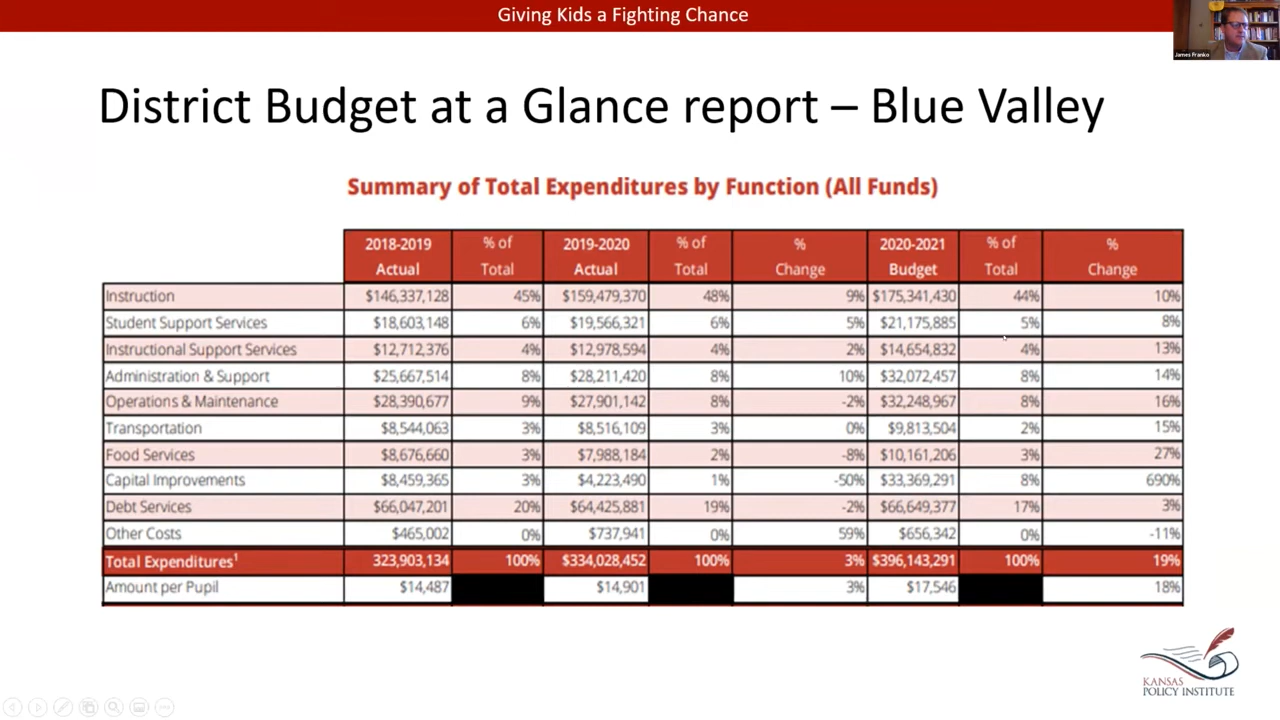 Giving Kids a Fighting Chance
James Franko
District Budget at a Glance report – Blue Valley
Summary of Total Expenditures by Function (All Funds)
2018-2019 Actual % of Total 2019-2020 Actual % of Total % Change 2020-2021 Budget % of Total % Change
Instruction $146,337,128 45% $159,479,370 48% 9% $175,341,430 44% 10%
Student Support Services $18,603,148 6% $19,566,321 6% 5% $21,175,885 5% 8%
Instructional Support Services $12,712,376 4% $12,978,594 4% 2% $14,654,832 4% 13%
Administration & Support $25,667,514 8% $28,211,420 8% 10% $32,072,457 8% 14%
Operations & Maintenance $28,390,677 9% $27,901,142 8% -2% $32,248,967 8% 16%
Transportation $8,544,063 3% $8,516,109 3% 0% $9,813,504 2% 15%
Food Services $8,676,660 3% $7,988,184 2% -8% $10,161,206 3% 27%
Capital Improvements $8,459,365 3% $4,223,490 1% -50% $33,369,291 8% 690%
Debt Services $66,047,201 20% $64,425,881 19% -2% $66,649,377 17% 3%
Other Costs $465,002 0% $737,941 0% 59% $656,342 0% -11%
Total Expenditures¹ 323,903,134 100% $334,028,452 100% 3% $396,143,291 100% 19%
Amount per Pupil $14,487 $14,901 3% $17,546 18%
KANSAS
POLICY INSTITUTE